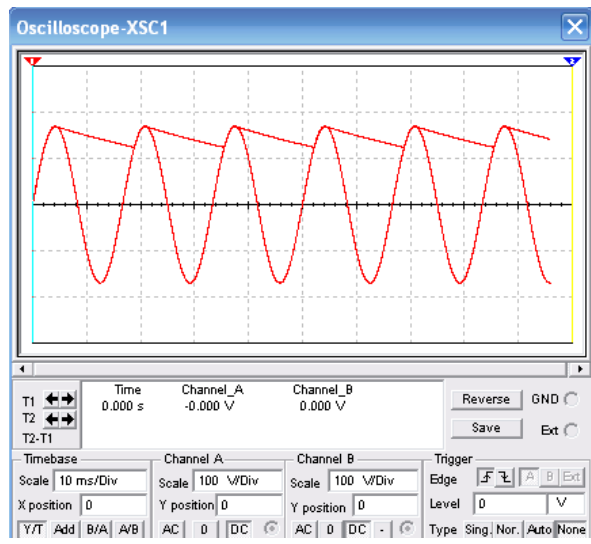 Oscilloscope-XSC1
1 2
T1
T2
T2-T1
Time Channel_A Channel_B
0.000 s -0.000 V 0.000 V
Reverse GND
Save Ext
Timebase
Scale 10 ms/Div
X position 0
Y/T Add B/A A/B
Channel A
Scale 100 V/Div
Y position 0
AC 0 DC
Channel B
Scale 100 V/Div
Y position 0
AC 0 DC -
Trigger
Edge A B Ext
Level 0 V
Type Sing. Nor. Auto None